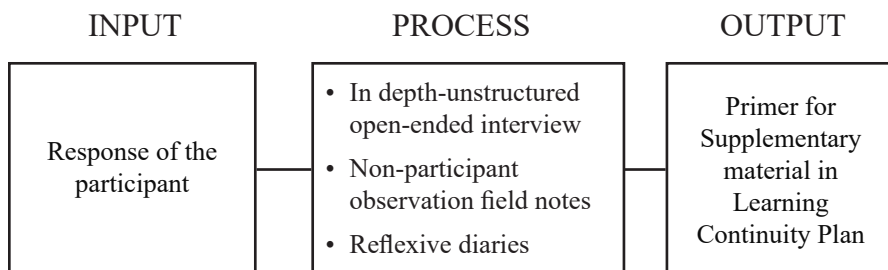 INPUT
PROCESS
OUTPUT
Response of the
participant
• In depth-unstructured
open-ended interview
• Non-participant
observation field notes
• Reflexive diaries
Primer for
Supplementary
material in
Learning
Continuity Plan